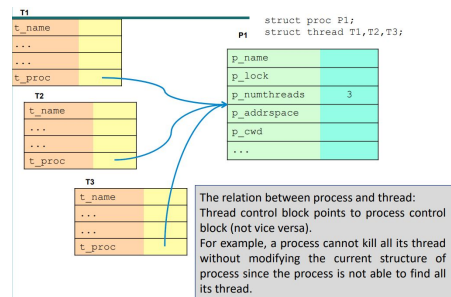 T1
t_name
...
...
t_proc
T2
t_name
...
...
t_proc
T3
t_name
...
...
t_proc
struct proc P1;
struct thread T1,T2,T3;
P1
p_name
p_lock
p_numthreads 3
p_addrspace
p_cwd
...
The relation between process and thread:
Thread control block points to process control
block (not vice versa).
For example, a process cannot kill all its thread
without modifying the current structure of
process since the process is not able to find all
its thread.